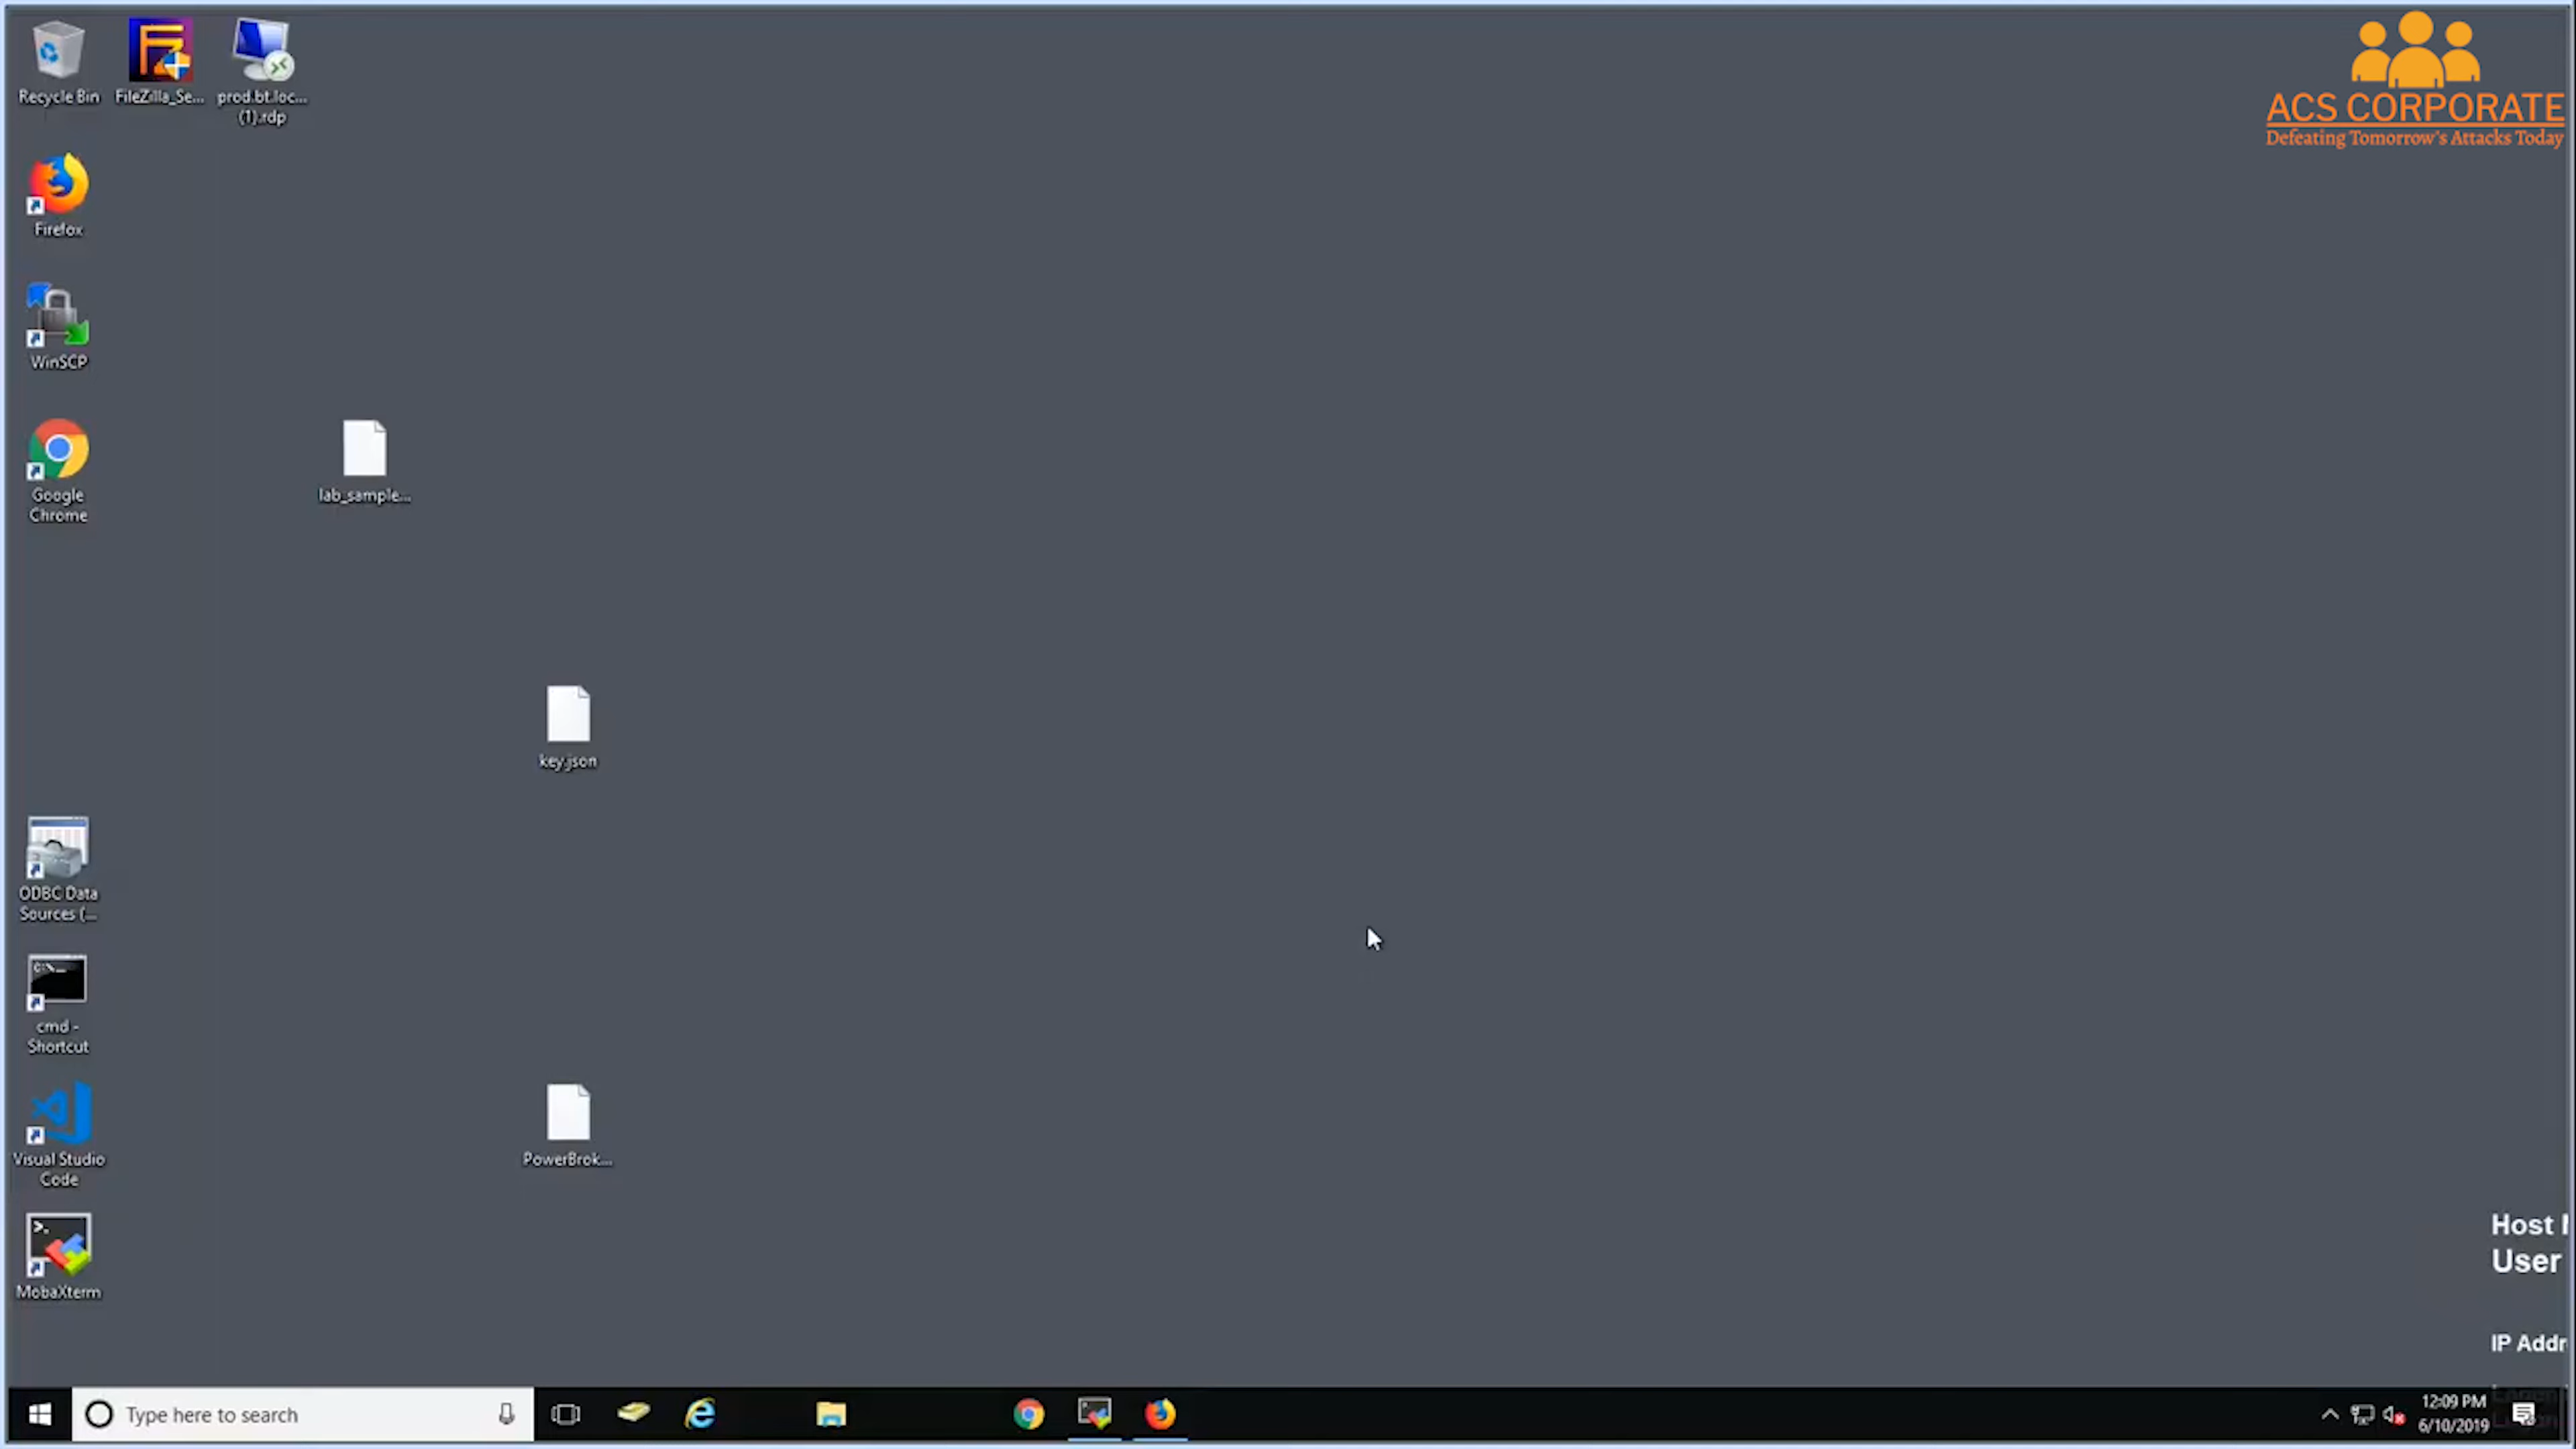 Recycle Bin
FileZilla_Se...
prod.bt.loc...
(1).rdp
ACS CORPORATE
Defeating Tomorrow's Attacks Today
Firefox
WinSCP
Google
Chrome
lab_sample...
key.json
ODBC Data
Sources (...
cmd -
Shortcut
PowerBrok...
Visual Studio
Code
MobaXterm
Host
User
IP Addr
Type here to search
12:09 PM
6/10/2019